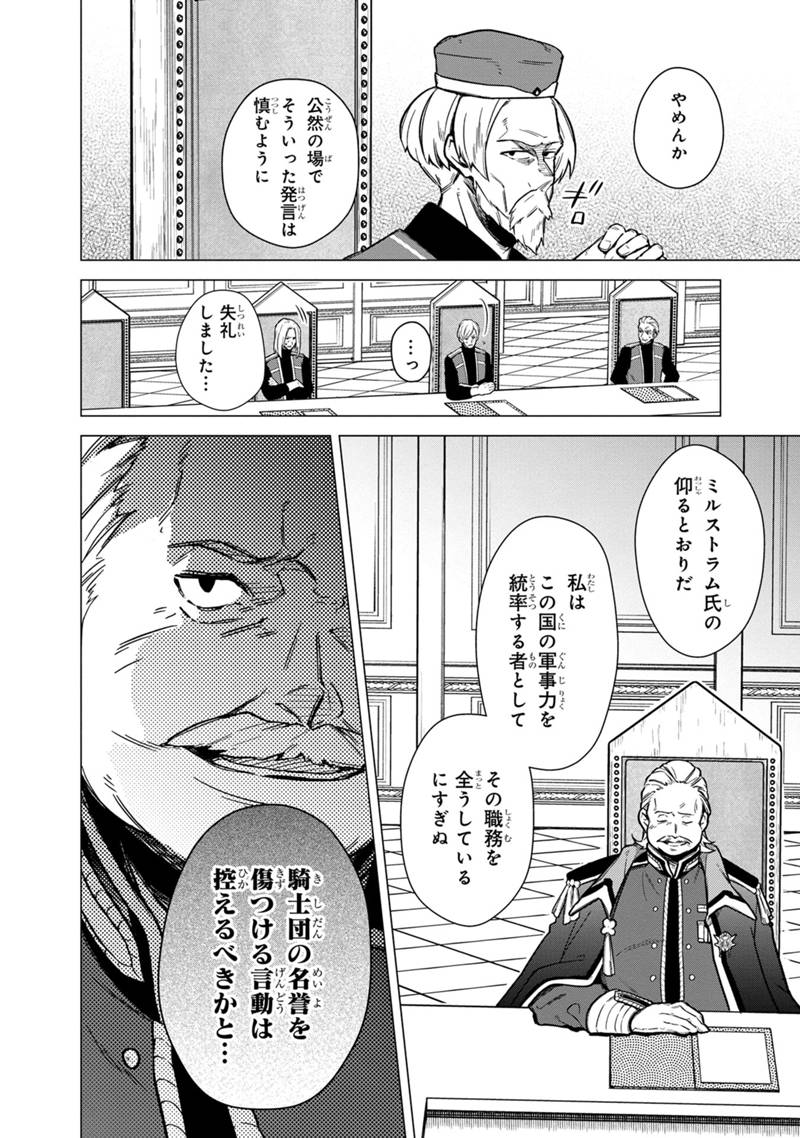 やめんか
ギロ
公然の場で
そういった発言は
慎むように
…っ
失礼
しました…
ミルストラム氏の
仰るとおりだ
私は
この国の軍事力を
統率する者として
その職務を
全うしている
にすぎぬ
騎士団の名誉を
傷つける言動は
控えるべきかと…